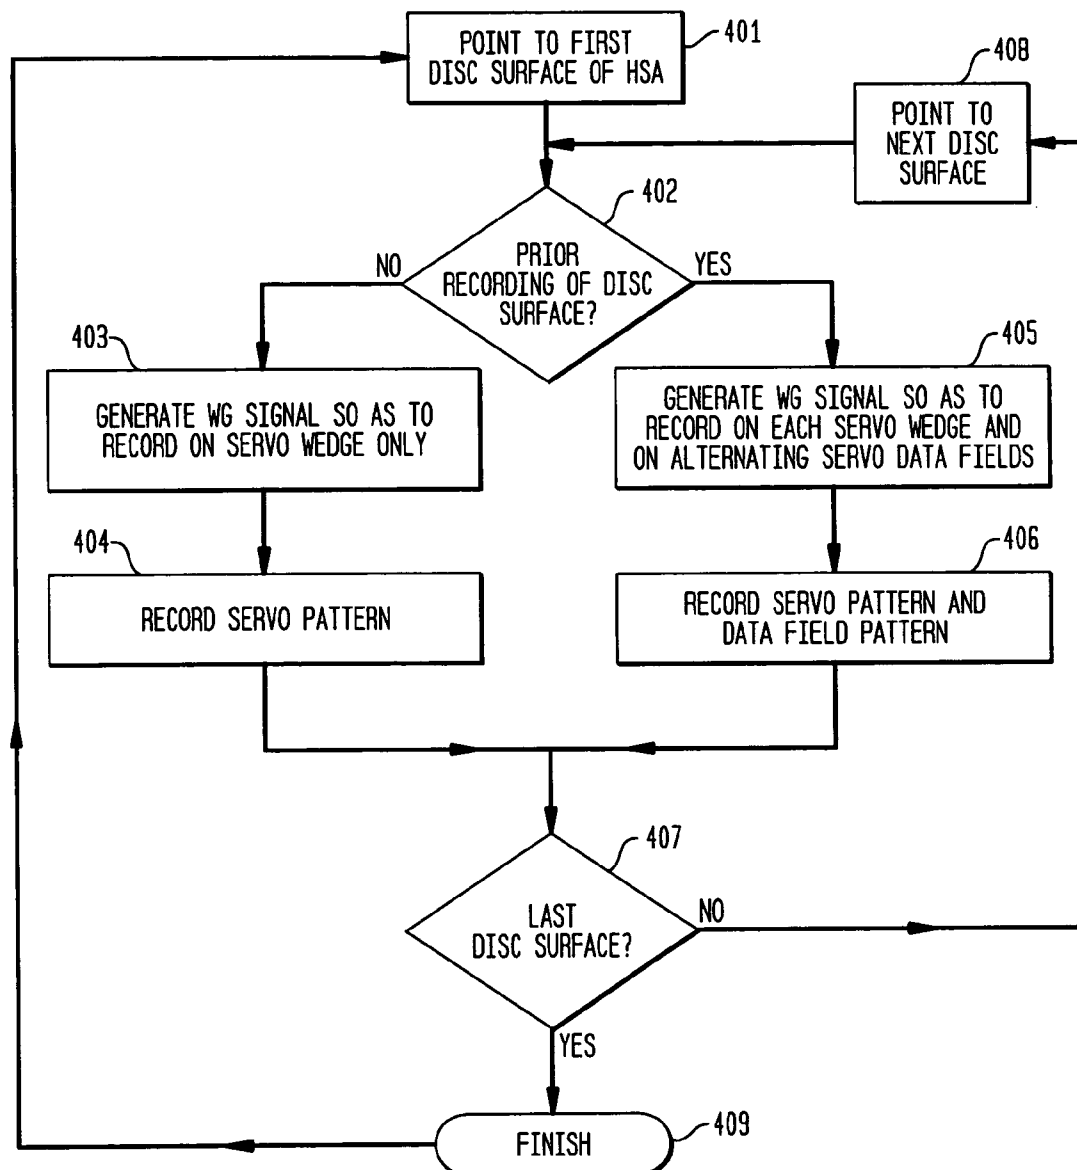 POINT TO FIRST
DISC SURFACE OF HSA
401
408
POINT TO
NEXT DISC
SURFACE
402
PRIOR
RECORDING OF DISC
SURFACE?
NO
YES
403
GENERATE WG SIGNAL SO AS TO
RECORD ON SERVO WEDGE ONLY
405
GENERATE WG SIGNAL SO AS TO
RECORD ON EACH SERVO WEDGE AND
ON ALTERNATING SERVO DATA FIELDS
404
RECORD SERVO PATTERN
406
RECORD SERVO PATTERN AND
DATA FIELD PATTERN
407
LAST
DISC SURFACE?
NO
YES
FINISH
409